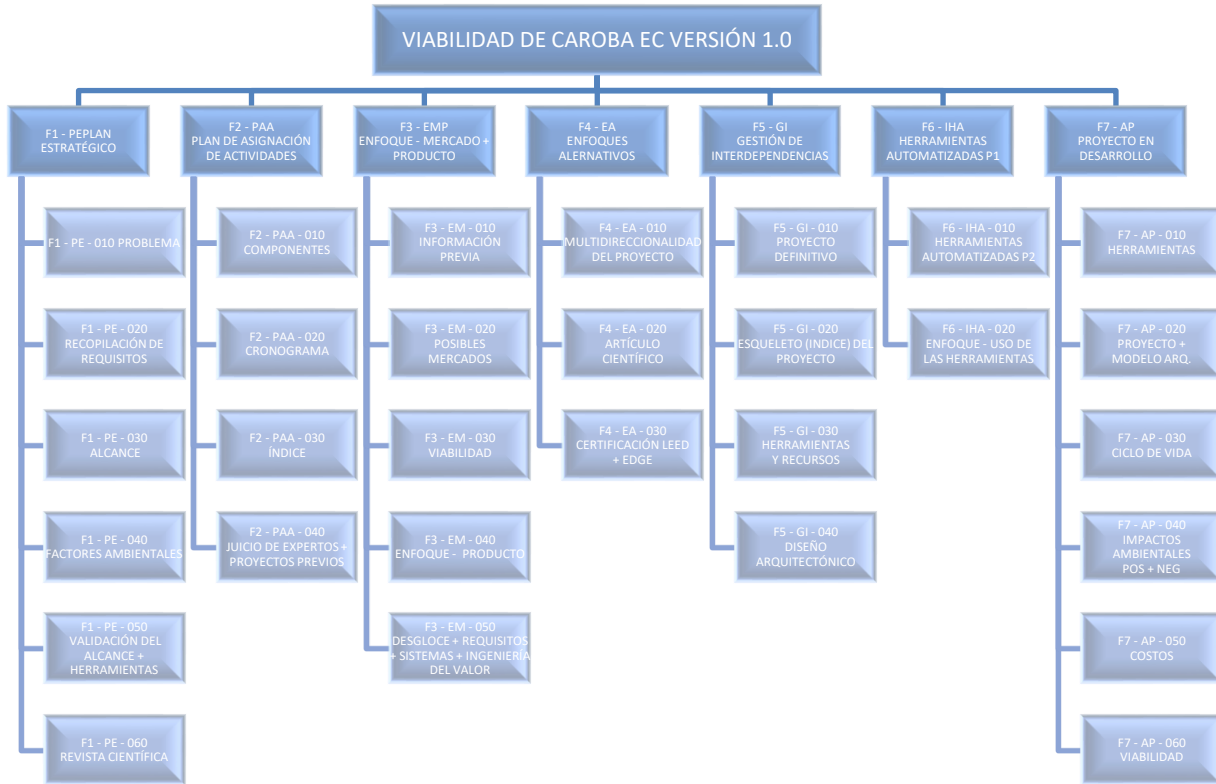 VIABILIDAD DE CAROBA EC VERSIÓN 1.0
F1 - PEPLAN
ESTRATÉGICO
F1 - PE - 010 PROBLEMA
F1 - PE - 020
RECOPILACIÓN DE
REQUISITOS
F1 - PE - 030
ALCANCE
F1 - PE - 040
FACTORES AMBIENTALES
F1 - PE - 050
VALIDACIÓN DEL
ALCANCE +
HERRAMIENTAS
F1 - PE - 060
REVISTA CIENTÍFICA
F2 - PAA
PLAN DE ASIGNACIÓN
DE ACTIVIDADES
F2 - PAA - 010
COMPONENTES
F2 - PAA - 020
CRONOGRAMA
F2 - PAA - 030
ÍNDICE
F2 - PAA - 040
JUICIO DE EXPERTOS +
PROYECTOS PREVIOS
F3 - EMP
ENFOQUE - MERCADO +
PRODUCTO
F3 - EM - 010
INFORMACIÓN
PREVIA
F3 - EM - 020
POSIBLES
MERCADOS
F3 - EM - 030
VIABILIDAD
F3 - EM - 040
ENFOQUE - PRODUCTO
F3 - EM - 050
DESGLOCE + REQUISITOS
+ SISTEMAS + INGENIERÍA
DEL VALOR
F4 - EA
ENFOQUES
ALERNATIVOS
F4 - EA - 010
MULTIDIRECCIONALIDAD
DEL PROYECTO
F4 - EA - 020
ARTÍCULO
CIENTÍFICO
F4 - EA - 030
CERTIFICACIÓN LEED
+ EDGE
F5 - GI
GESTIÓN DE
INTERDEPENDENCIAS
F5 - GI - 010
PROYECTO
DEFINITIVO
F5 - GI - 020
ESQUELETO (INDICE) DEL
PROYECTO
F5 - GI - 030
HERRAMIENTAS
Y RECURSOS
F5 - GI - 040
DISEÑO
ARQUITECTÓNICO
F6 - IHA
HERRAMIENTAS
AUTOMATIZADAS P1
F6 - IHA - 010
HERRAMIENTAS
AUTOMATIZADAS P2
F6 - IHA - 020
ENFOQUE - USO DE
LAS HERRAMIENTAS
F7 - AP
PROYECTO EN
DESARROLLO
F7 - AP - 010
HERRAMIENTAS
F7 - AP - 020
PROYECTO +
MODELO ARQ.
F7 - AP - 030
CICLO DE VIDA
F7 - AP - 040
IMPACTOS
AMBIENTALES
POS + NEG
F7 - AP - 050
COSTOS
F7 - AP - 060
VIABILIDAD